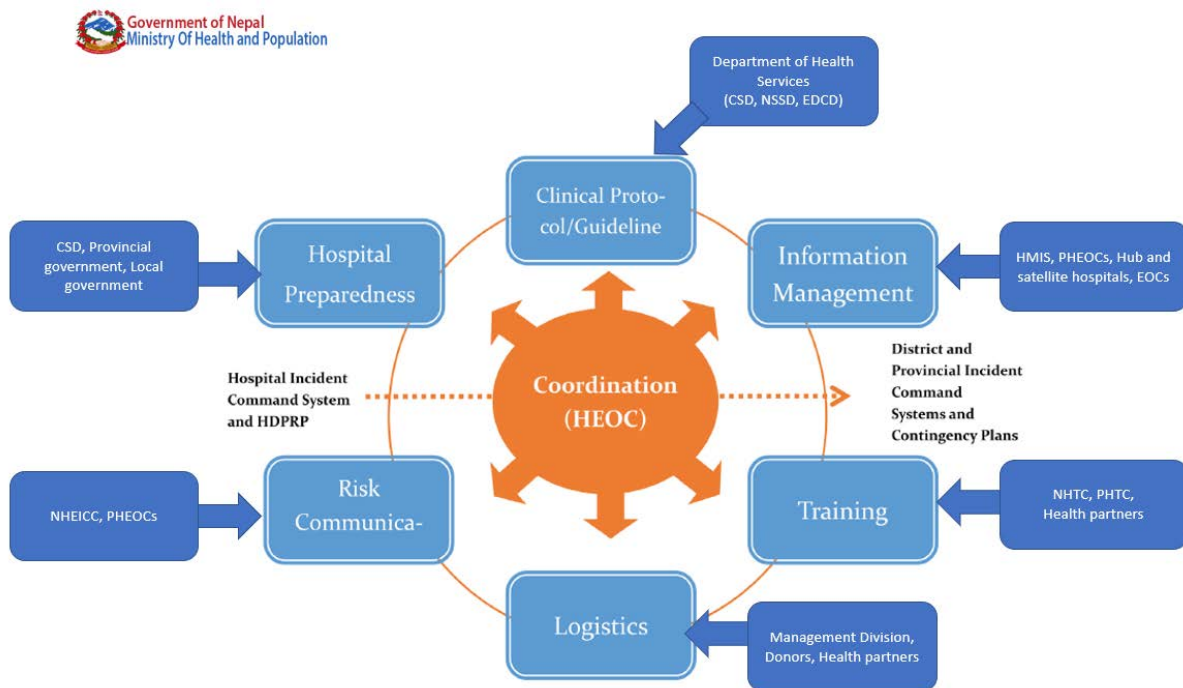 Government of Nepal
Ministry Of Health and Population
Department of Health
Services
(CSD, NSSD, EDCD)
Clinical Proto-
col/Guideline
CSD, Provincial
government, Local
government
Hospital
Preparedness
Information
Management
HMIS, PHEOCs, Hub and
satellite hospitals, EOCs
Hospital Incident
Command System
and HDPRP
Coordination
(HEOC)
District and
Provincial Incident
Command
Systems and
Contingency Plans
NHEICC, PHEOCs
Risk
Communica-
Training
NHTC, PHTC,
Health partners
Logistics
Management Division,
Donors, Health partners